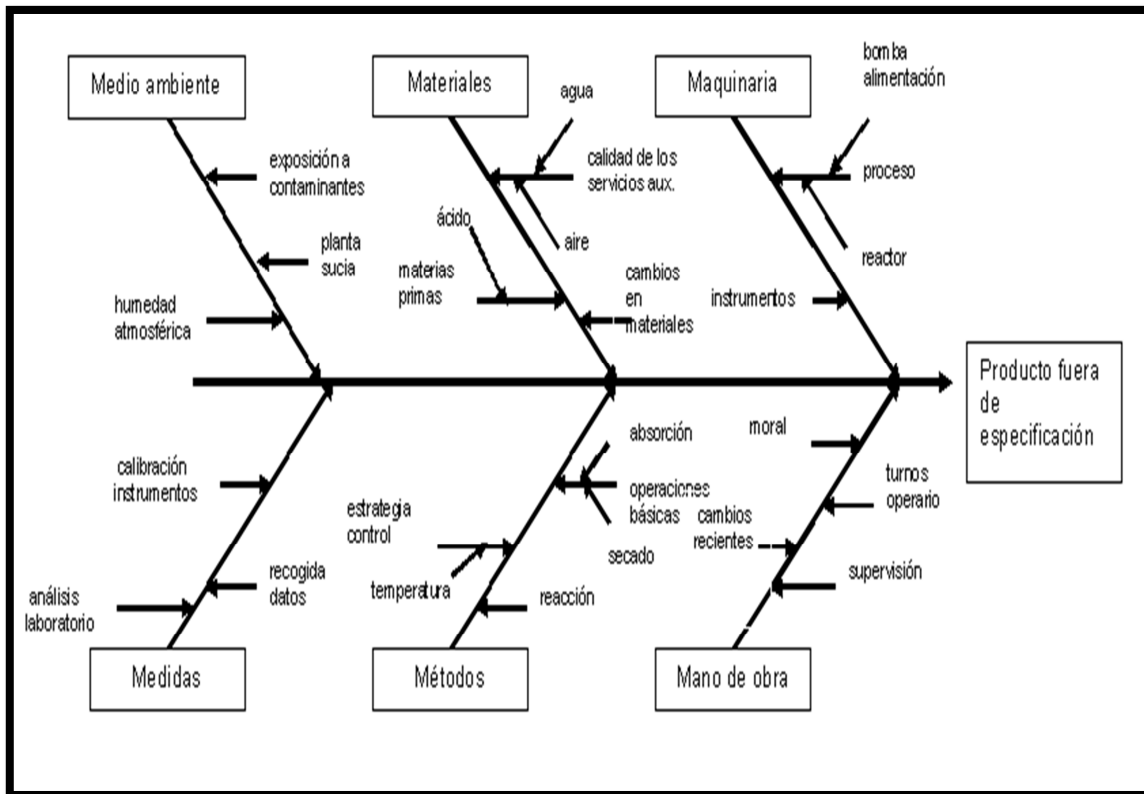 Medio ambiente
Materiales
Maquinaria
bomba
alimentación
agua
exposición a
contaminantes
calidad de los
servicios aux.
proceso
ácido
aire
planta
sucia
reactor
materias
primas
cambios
en
materiales
instrumentos
humedad
atmosférica
Producto fuera
de
especificación
absorción
moral
calibración
instrumentos
operaciones
básicas
turnos
operario
estrategia
control
cambios
recientes
secado
recogida
datos
temperatura
reacción
supervisión
análisis
laboratorio
Medidas
Métodos
Mano de obra